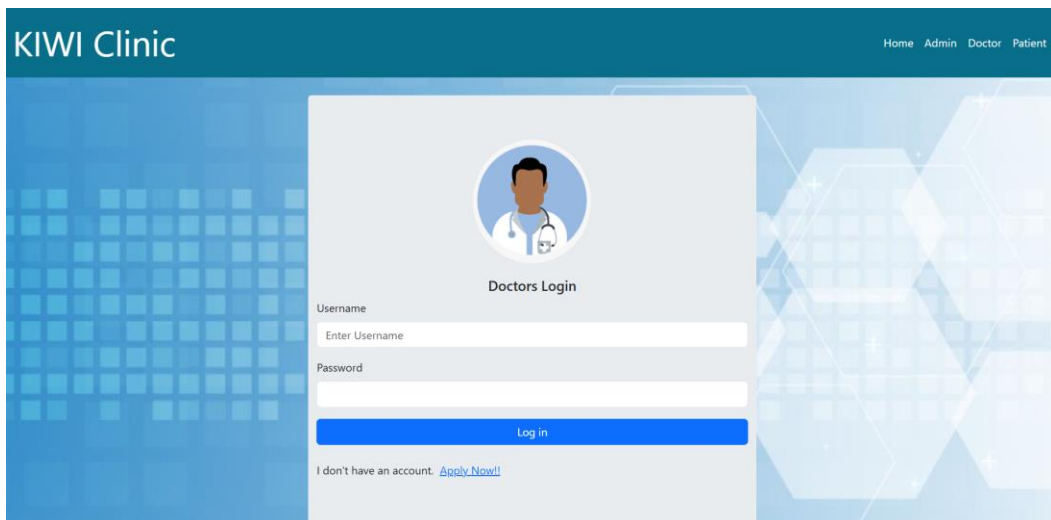 KIWI Clinic
Home Admin Doctor Patient
Doctors Login
Username
Enter Username
Password
Log in
I don't have an account. Apply Now!!